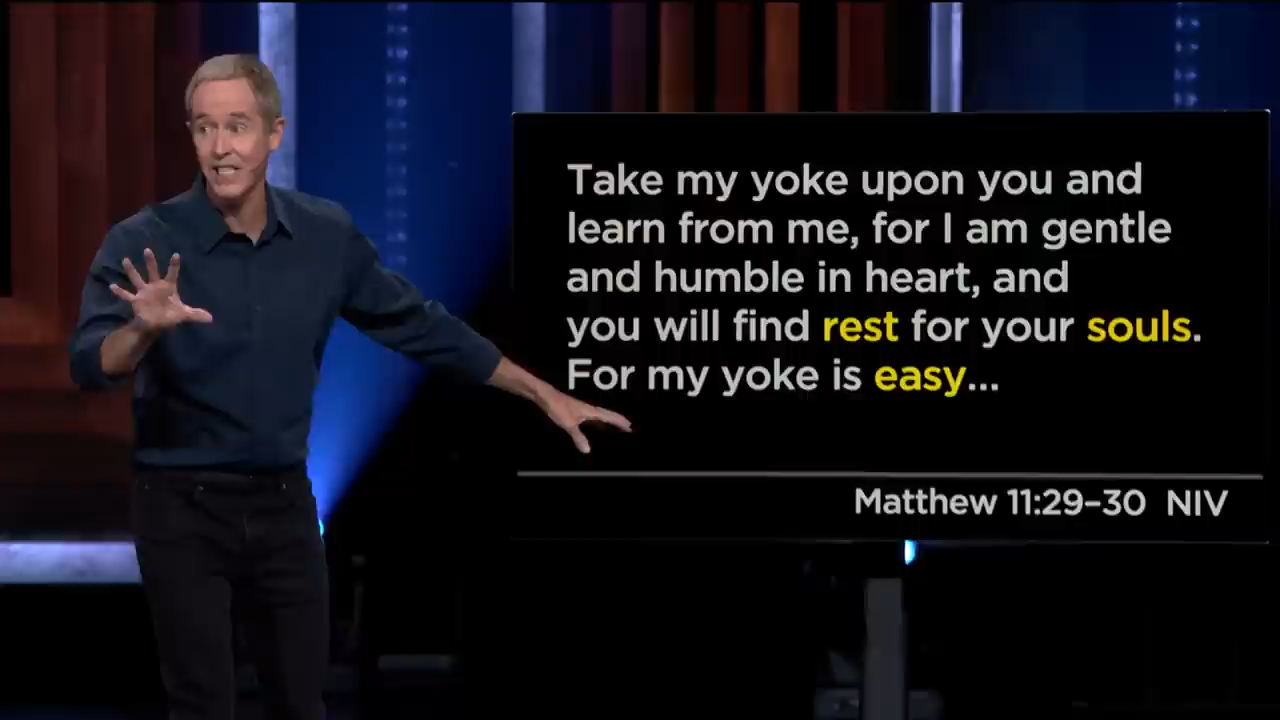 Take my yoke upon you and
learn from me, for I am gentle
and humble in heart, and
you will find rest for your souls.
For my yoke is easy...
Matthew 11:29–30 NIV